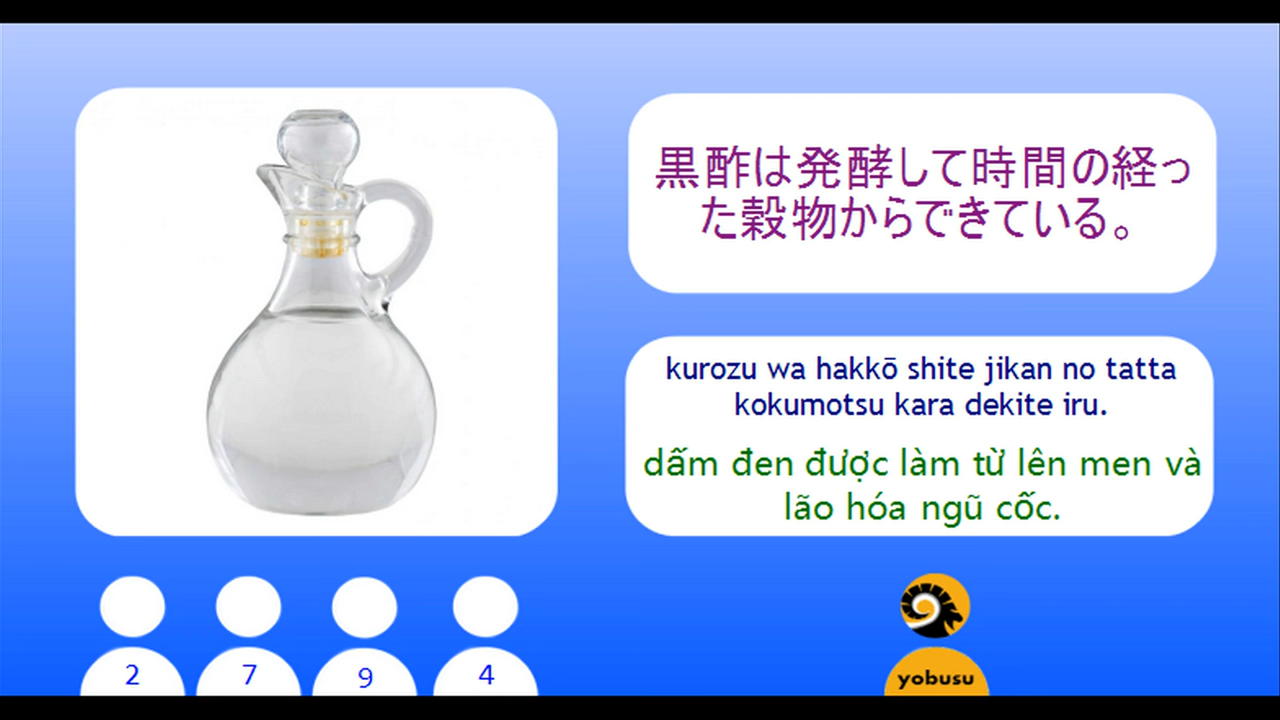 黒酢は発酵して時間の経っ
た穀物からできている。
kurozu wa hakkō shite jikan no tatta
kokumotsu kara dekite iru.
dấm đen được làm từ lên men và
lão hóa ngũ cốc.
2 7 9 4
yobusu